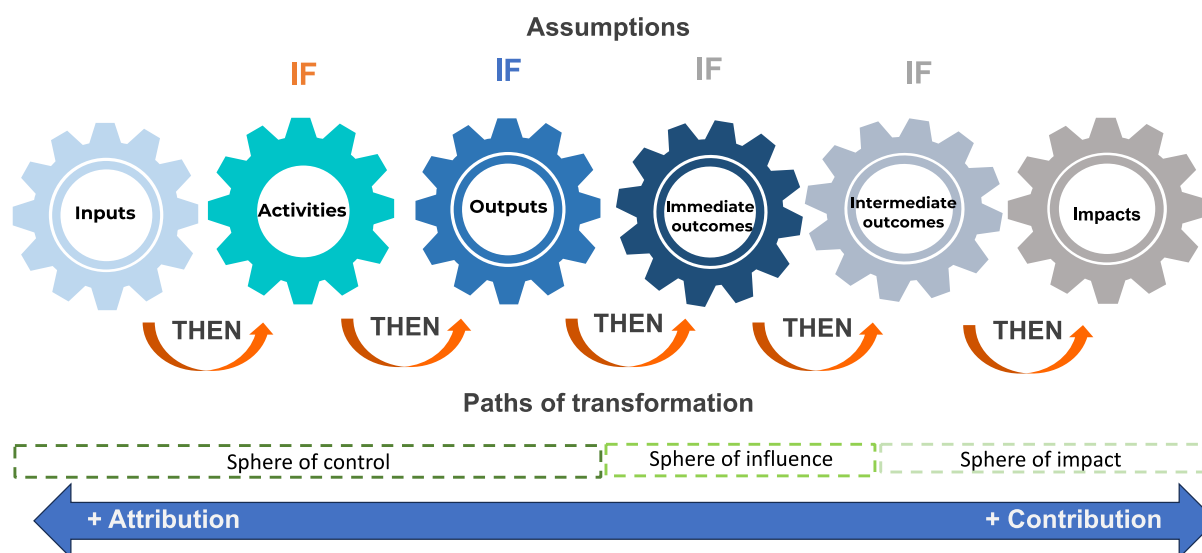 Assumptions
IF
IF
IF
IF
Inputs
Activities
Outputs
Immediate
outcomes
Intermediate
outcomes
Impacts
THEN
THEN
THEN
THEN
THEN
Paths of transformation
Sphere of control
Sphere of influence
Sphere of impact
+ Attribution
+ Contribution